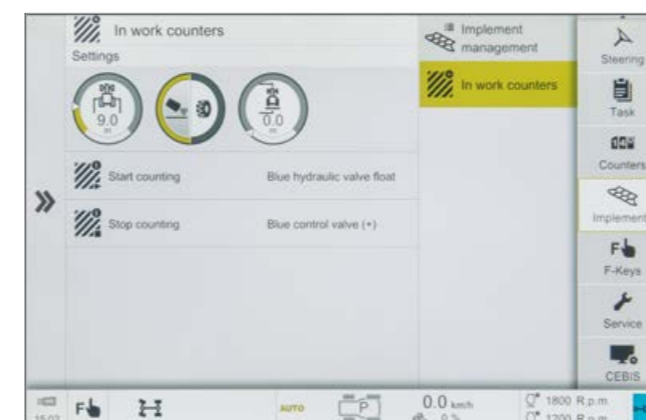 In work counters
Settings
9.0
m
0.0
m
Start counting
Blue hydraulic valve float
Stop counting
Blue control valve (+)
Implement
management
In work counters
Steering
Task
Counters
Implement
F-Keys
Service
CEBIS
15:02
F
AUTO
P
0.0 km/h
0 %
1800 R.p.m.
1200 R.p.m.